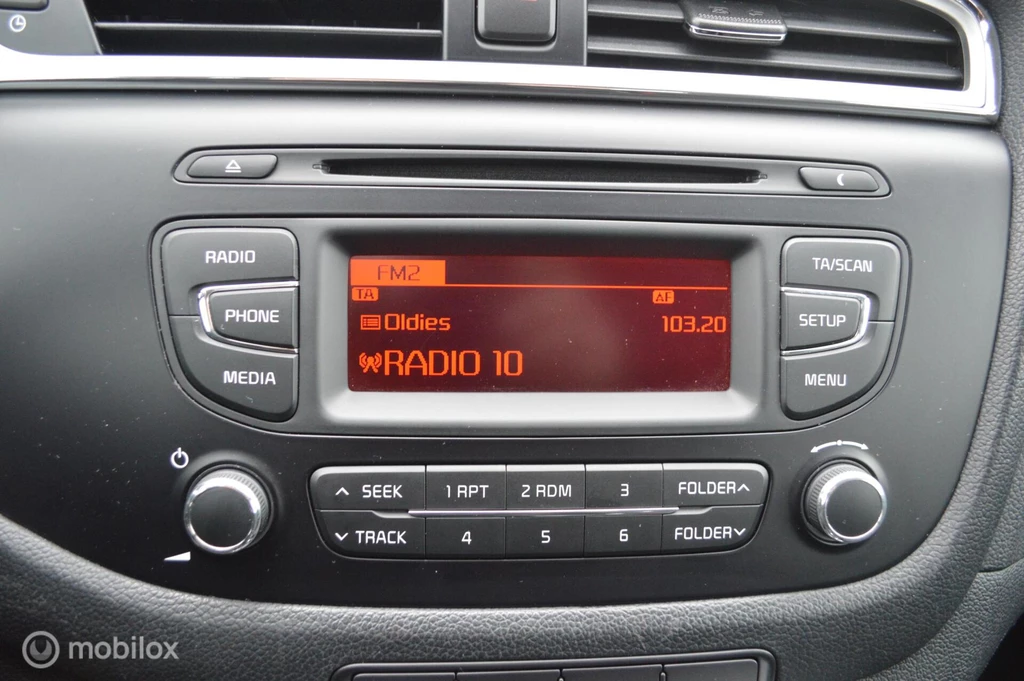 FM2
TA AF
Oldies 103.20
RADIO 10
RADIO
PHONE
MEDIA
TA/SCAN
SETUP
MENU
SEEK 1 RPT 2 RDM 3 FOLDER
TRACK 4 5 6 FOLDER
mobilox